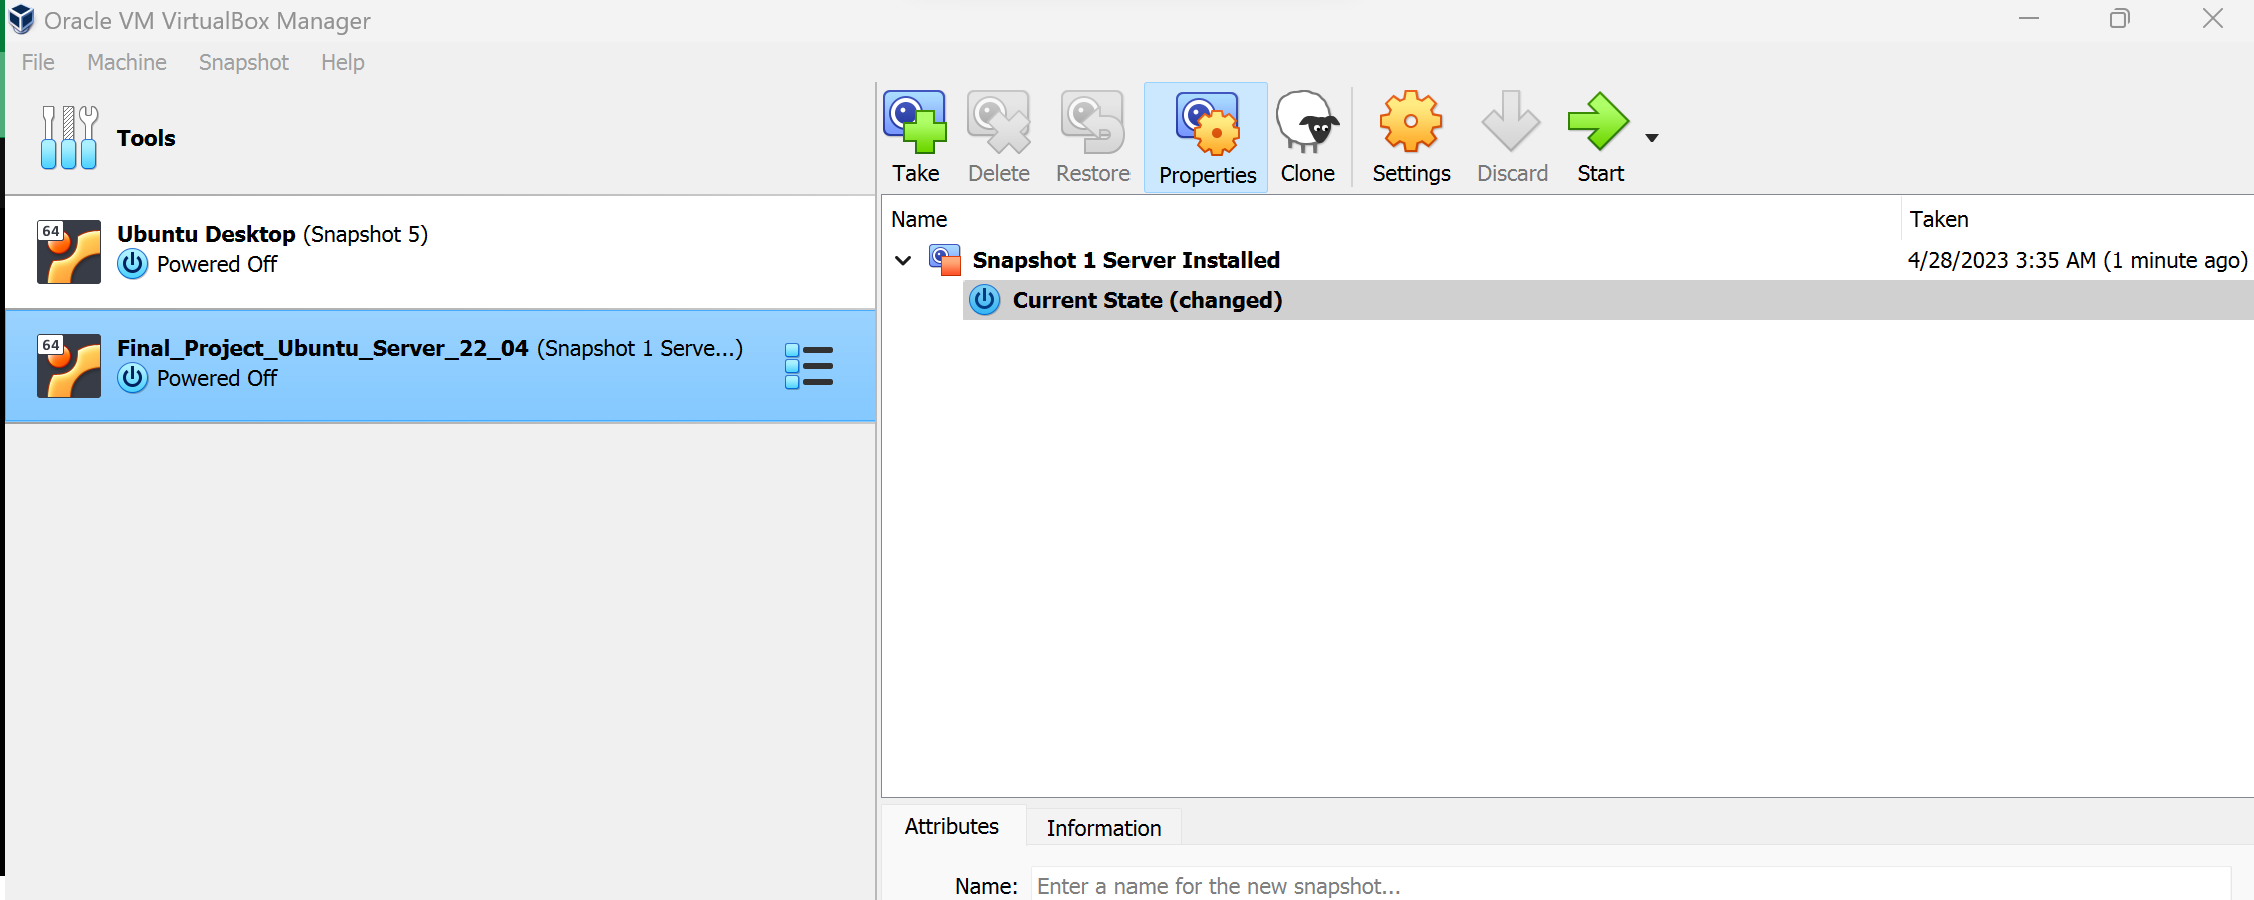 Oracle VM VirtualBox Manager
File Machine Snapshot Help
Tools
Take Delete Restore Properties Clone Settings Discard Start
64
Ubuntu Desktop (Snapshot 5)
Powered Off
64
Final_Project_Ubuntu_Server_22_04 (Snapshot 1 Serve...)
Powered Off
Name Taken
Snapshot 1 Server Installed 4/28/2023 3:35 AM (1 minute ago)
Current State (changed)
Attributes Information
Name: Enter a name for the new snapshot...